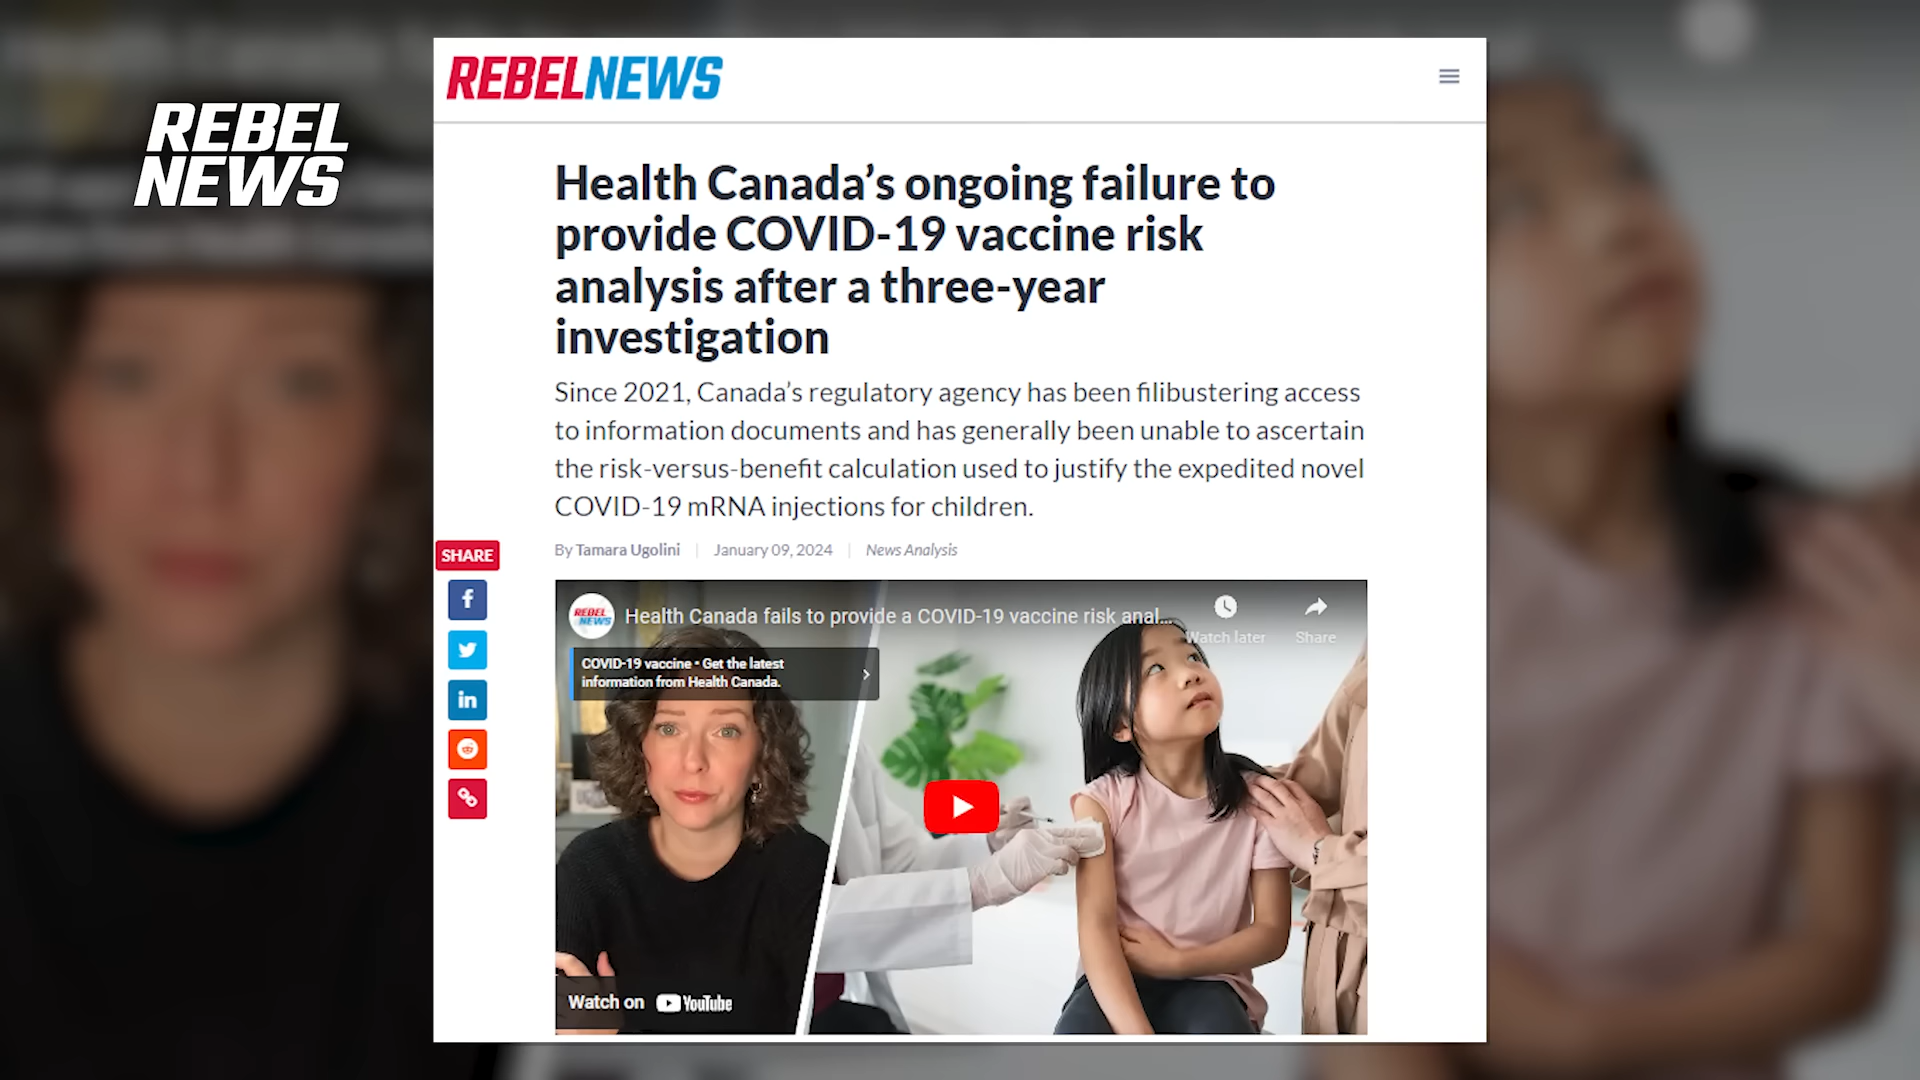 REBEL
NEWS
REBELNEWS
Health Canada’s ongoing failure to
provide COVID-19 vaccine risk
analysis after a three-year
investigation
Since 2021, Canada’s regulatory agency has been filibustering access
to information documents and has generally been unable to ascertain
the risk-versus-benefit calculation used to justify the expedited novel
COVID-19 mRNA injections for children.
By Tamara Ugolini | January 09, 2024 | News Analysis
SHARE
REBEL
NEWS
Health Canada fails to provide a COVID-19 vaccine risk anal...
Watch later
Share
COVID-19 vaccine • Get the latest
information from Health Canada.
Watch on YouTube